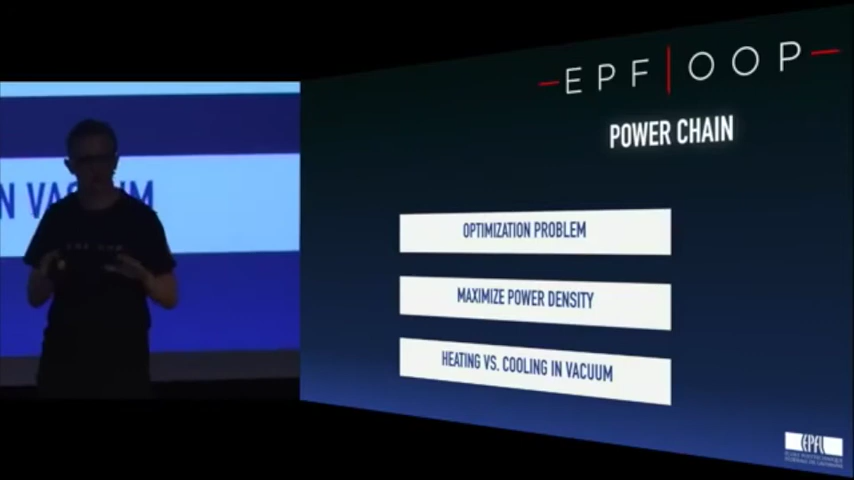 EPF|OOP
POWER CHAIN
OPTIMIZATION PROBLEM
MAXIMIZE POWER DENSITY
HEATING VS. COOLING IN VACUUM
N VACUUM
EPFL